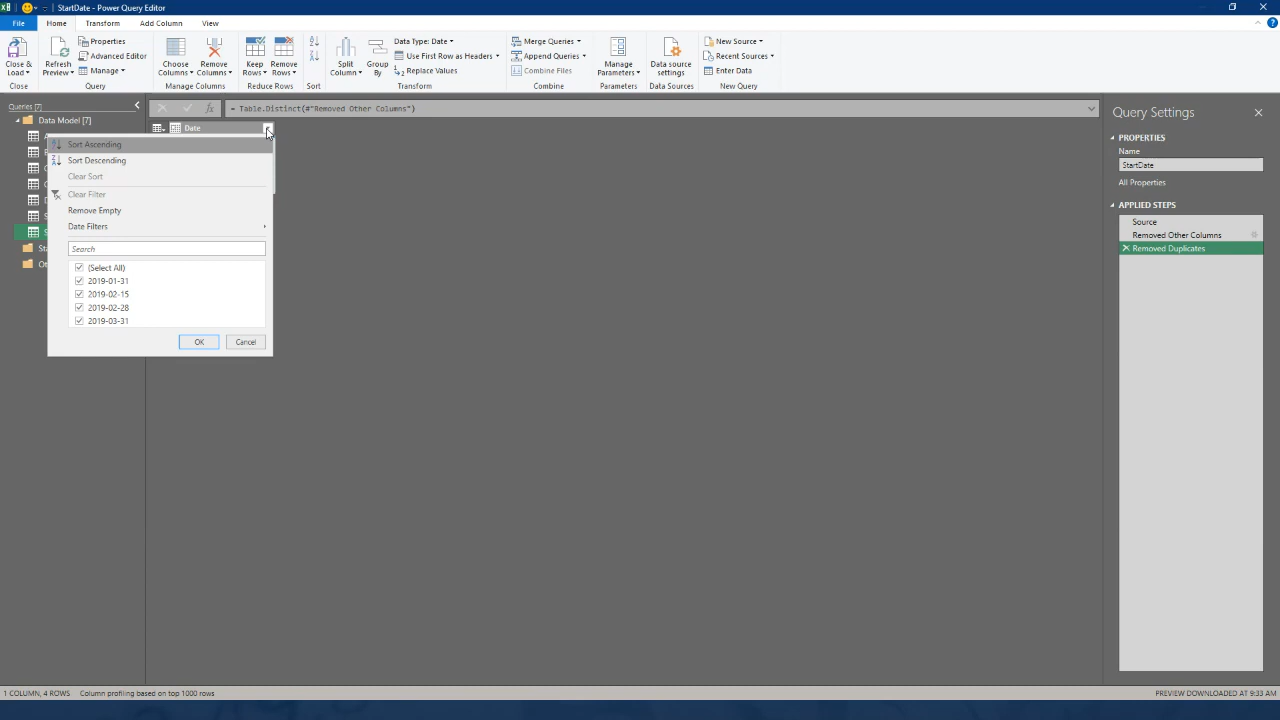 StartDate - Power Query Editor
File Home Transform Add Column View
Close & Load
Close
Refresh Preview
Properties
Advanced Editor
Manage
Query
Choose Columns
Remove Columns
Manage Columns
Keep Rows
Remove Rows
Reduce Rows
Sort
Split Column
Group By
Data Type: Date
Use First Row as Headers
Replace Values
Transform
Merge Queries
Append Queries
Combine Files
Combine
Manage Parameters
Parameters
Data source settings
Data Sources
New Source
Recent Sources
Enter Data
New Query
Queries [7]
Data Model [7]
= Table.Distinct(#"Removed Other Columns")
Date
Sort Ascending
Sort Descending
Clear Sort
Clear Filter
Remove Empty
Date Filters
Search
(Select All)
2019-01-31
2019-02-15
2019-02-28
2019-03-31
OK Cancel
Query Settings
PROPERTIES
Name
StartDate
All Properties
APPLIED STEPS
Source
Removed Other Columns
Removed Duplicates
1 COLUMN, 4 ROWS Column profiling based on top 1000 rows
PREVIEW DOWNLOADED AT 9:33 AM